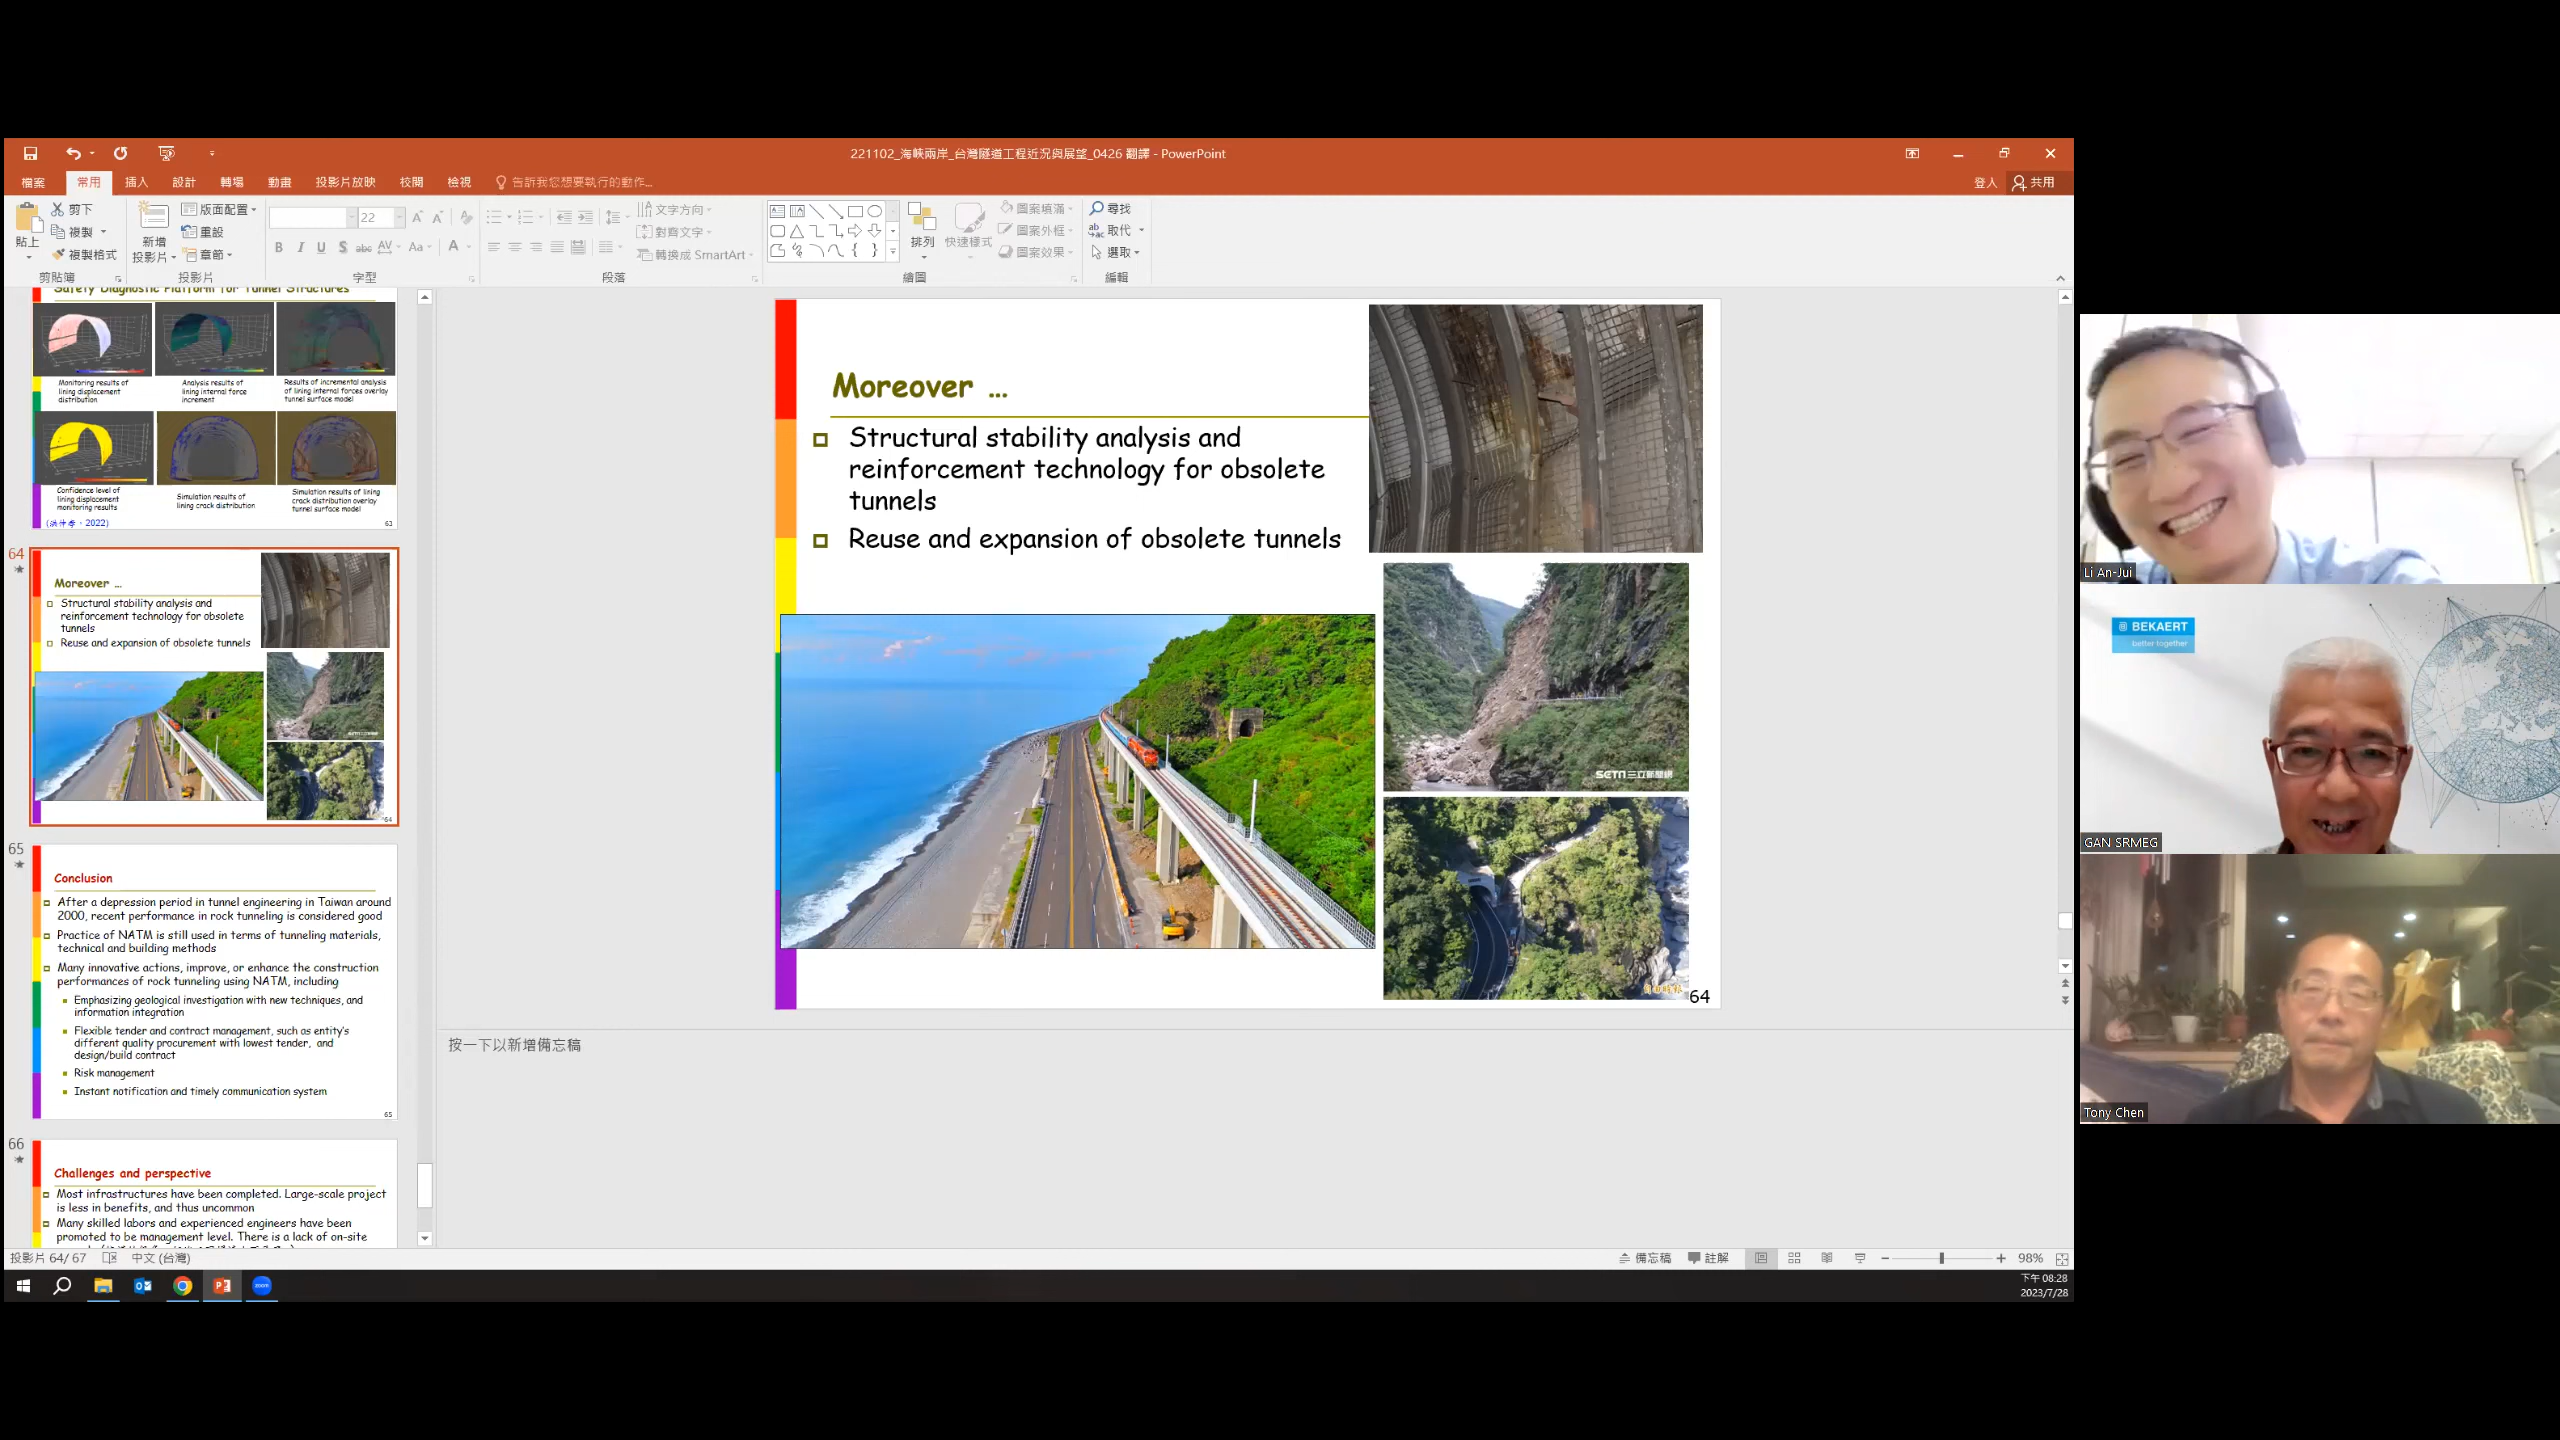 221102_海峽兩岸_台灣隧道工程近況與展望_0426 翻譯 - PowerPoint
檔案 常用 插入 設計 轉場 動畫 投影片放映 校閱 檢視 告訴我您想要執行的動作...
登入 共用
貼上
剪下
複製
複製格式
剪貼簿
新增
投影片
版面配置
重設
章節
投影片
22
字型
文字方向
對齊文字
轉換成 SmartArt
段落
排列
快速樣式
圖案填滿
圖案外框
圖案效果
繪圖
尋找
取代
選取
編輯
Safety Diagnostic Platform for Tunnel Structures
Monitoring results of
lining displacement
distribution
Analysis results of
lining internal force
increment
Results of incremental analysis
of lining internal forces overlay
tunnel surface model
Confidence level of
lining displacement
monitoring results
Simulation results of
lining crack distribution
Simulation results of lining
crack distribution overlay
tunnel surface model
2022)
63
64
Moreover ...
Structural stability analysis and
reinforcement technology for obsolete
tunnels
Reuse and expansion of obsolete tunnels
64
65
Conclusion
After a depression period in tunnel engineering in Taiwan around
2000, recent performance in rock tunneling is considered good
Practice of NATM is still used in terms of tunneling materials,
technical and building methods
Many innovative actions, improve, or enhance the construction
performances of rock tunneling using NATM, including
Emphasizing geological investigation with new techniques, and
information integration
Flexible tender and contract management, such as entity's
different quality procurement with lowest tender, and
design/build contract
Risk management
Instant notification and timely communication system
65
66
Challenges and perspective
Most infrastructures have been completed. Large-scale project
is less in benefits, and thus uncommon
Many skilled labors and experienced engineers have been
promoted to be management level. There is a lack of on-site
Moreover ...
Structural stability analysis and
reinforcement technology for obsolete
tunnels
Reuse and expansion of obsolete tunnels
SETN 三立新聞網
自由時報
64
按一下以新增備忘稿
投影片 64/ 67 中文 (台灣)
備忘稿 註解 98%
下午 08:28
2023/7/28
Li An-Jui
BEKAERT
better together
GAN SRMEG
Tony Chen